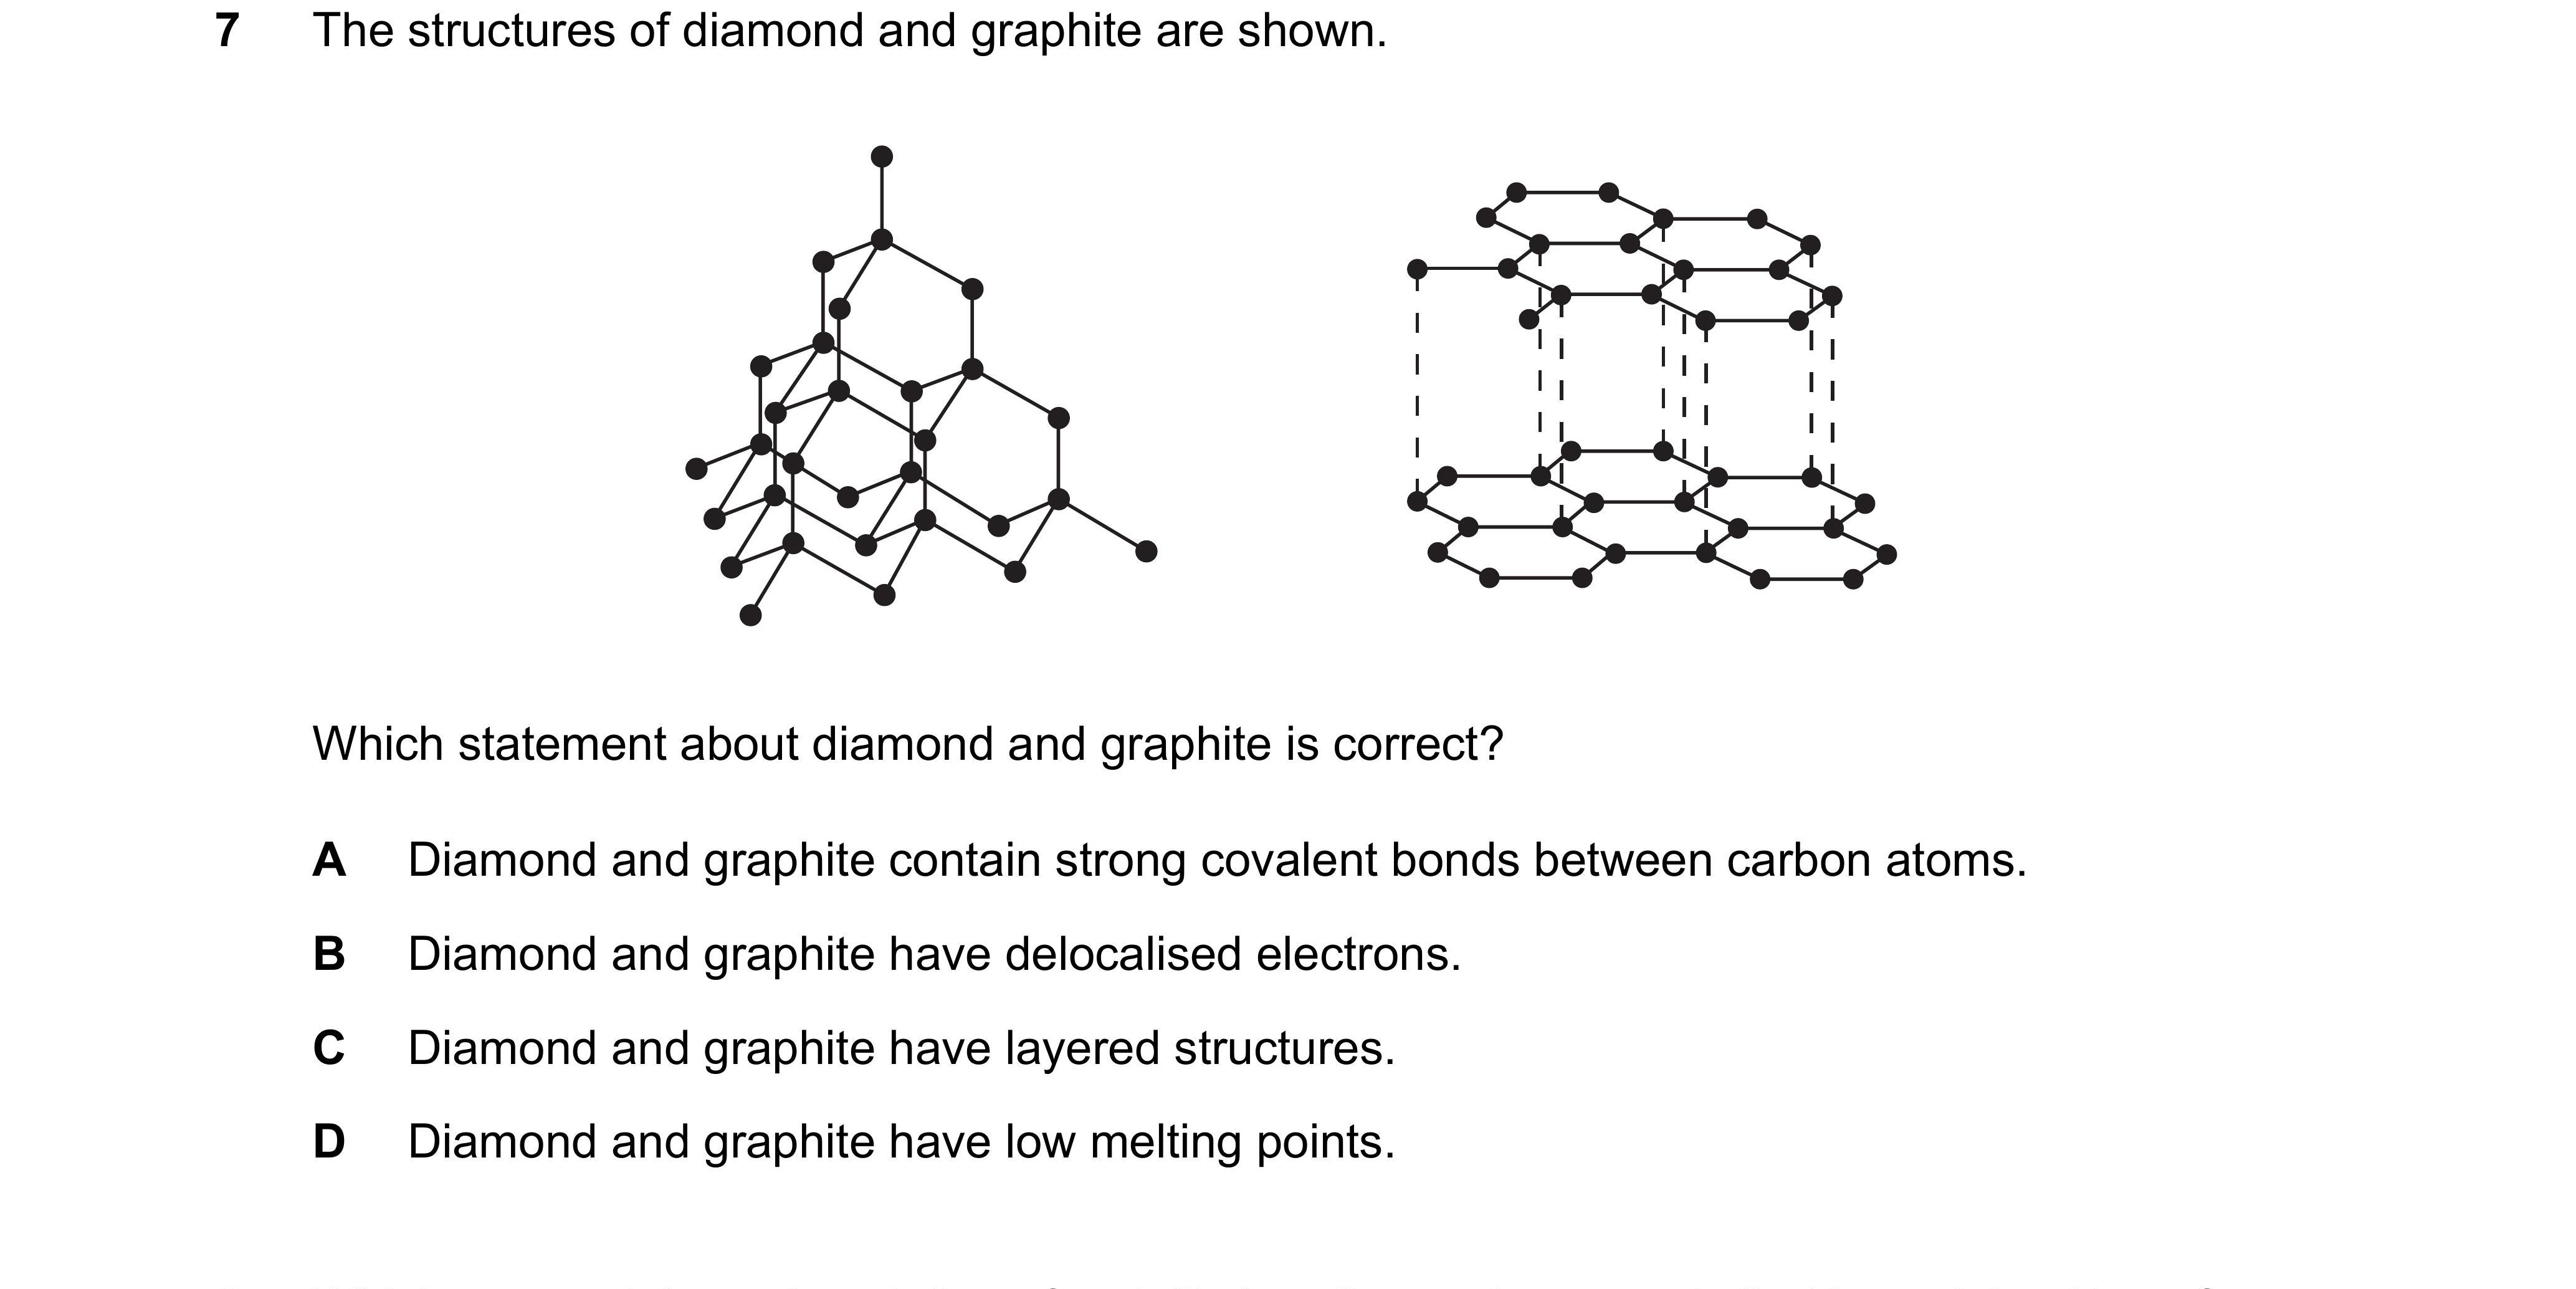 7 The structures of diamond and graphite are shown.
Which statement about diamond and graphite is correct?
A Diamond and graphite contain strong covalent bonds between carbon atoms.
B Diamond and graphite have delocalised electrons.
C Diamond and graphite have layered structures.
D Diamond and graphite have low melting points.